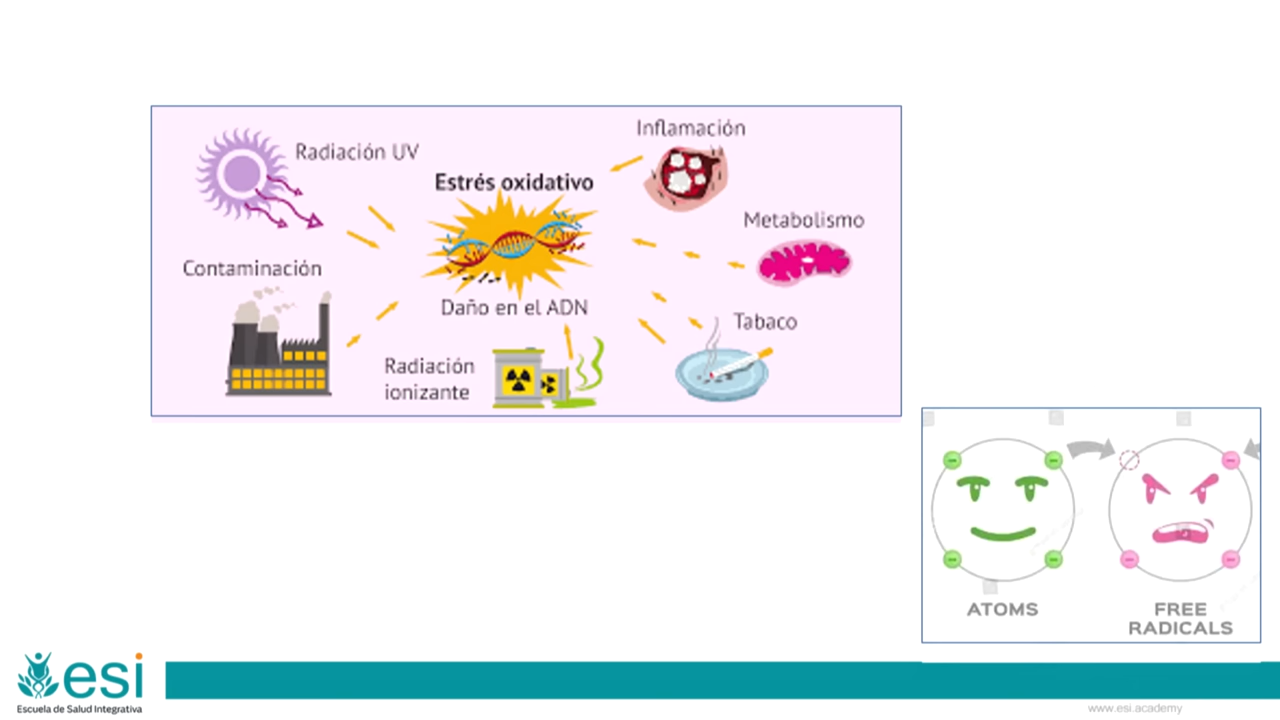 Inflamación
Radiación UV
Estrés oxidativo
Metabolismo
Contaminación
Daño en el ADN
Tabaco
Radiación
ionizante
ATOMS
FREE
RADICALS
esi
Escuela de Salud Integrativa
www.esi.academy